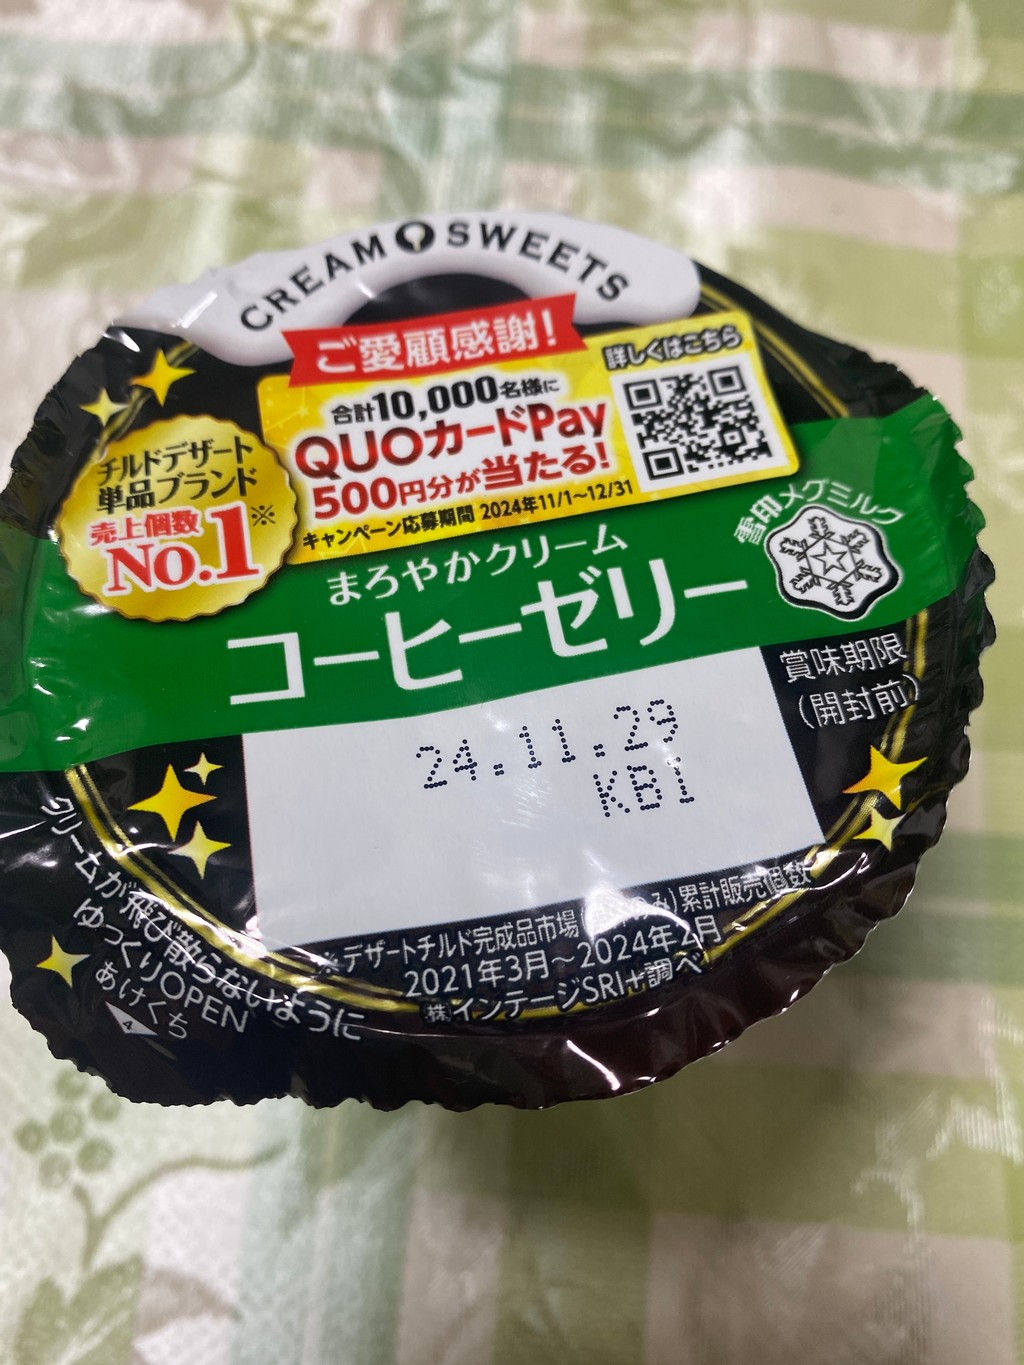 CREAM SWEETS
ご愛顧感謝!
合計10,000名様に
QUOカードPay
500円分が当たる!
キャンペーン応募期間 2024年11/1〜12/31
詳しくはこちら
チルドデザート
単品ブランド
売上個数
No.1※
雪印メグミルク
まろやかクリーム
コーヒーゼリー
賞味期限
(開封前)
24.11.29
KBI
※デザートチルド完成品市場 み)累計販売個数
2021年3月〜2024年2月
㈱インテージSRI+調べ
クリームが飛び散らないように
ゆっくりOPEN
あけくち
4